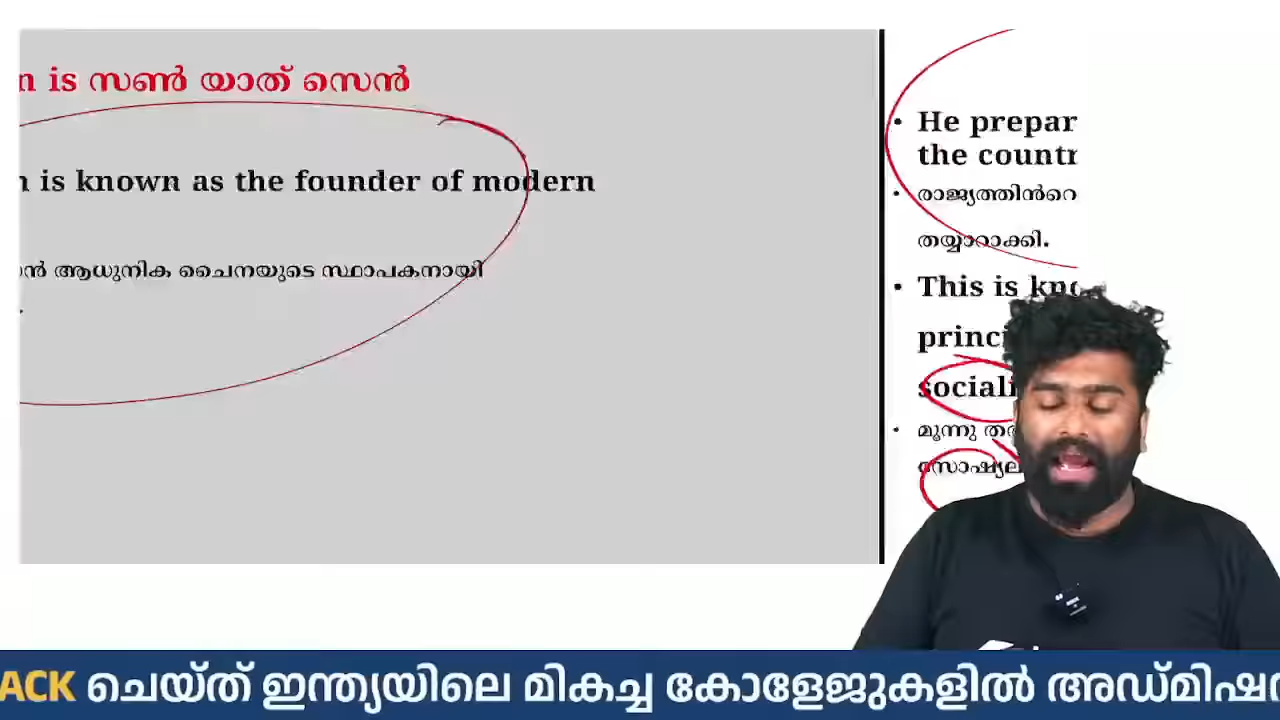 n is സൺ യാത് സെൻ
n is known as the founder of modern
ൻ ആധുനിക ചൈനയുടെ സ്ഥാപകനായി
He prepar
the countr
രാജ്യത്തിൻറെ
തയ്യാറാക്കി.
This is kno
princi
sociali
മൂന്നു
സോഷ്യലി
ACK ചെയ്ത് ഇന്ത്യയിലെ മികച്ച കോളേജുകളിൽ അഡ്മിഷ